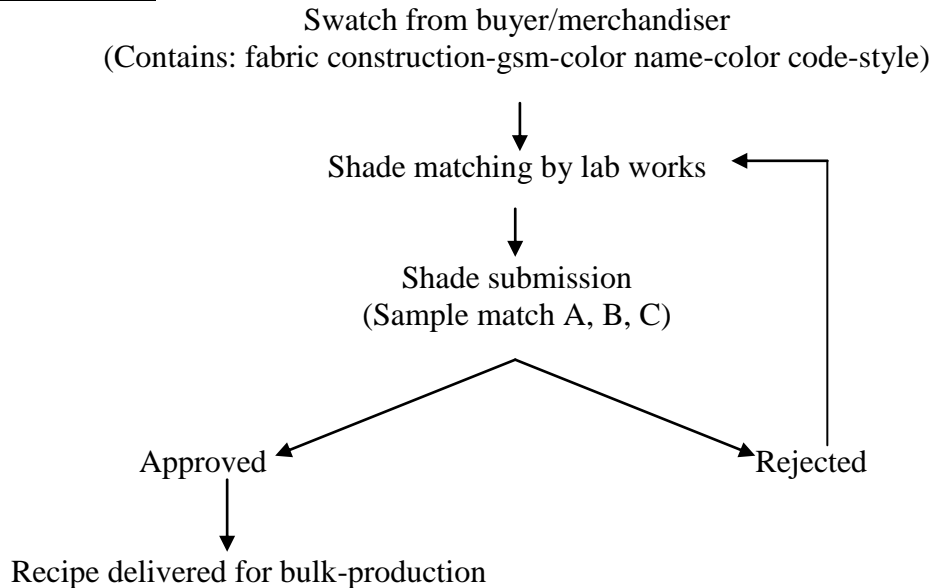 Swatch from buyer/merchandiser
(Contains: fabric construction-gsm-color name-color code-style)
Shade matching by lab works
Shade submission
(Sample match A, B, C)
Approved
Rejected
Recipe delivered for bulk-production